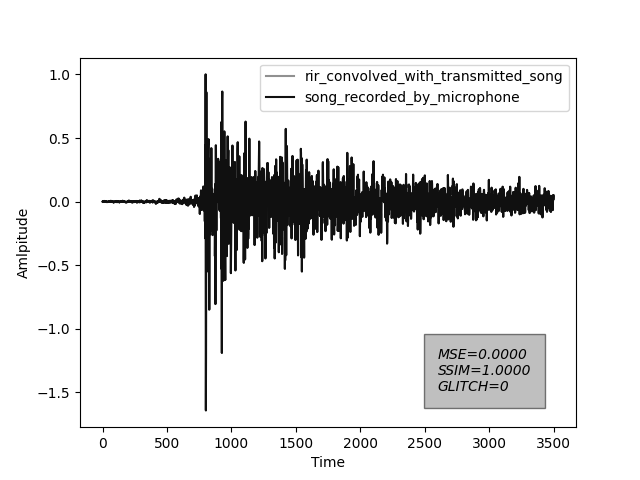 rir_convolved_with_transmitted_song
song_recorded_by_microphone
1.0
0.5
0.0
−0.5
−1.0
−1.5
Amlpitude
MSE=0.0000
SSIM=1.0000
GLITCH=0
0 500 1000 1500 2000 2500 3000 3500
Time